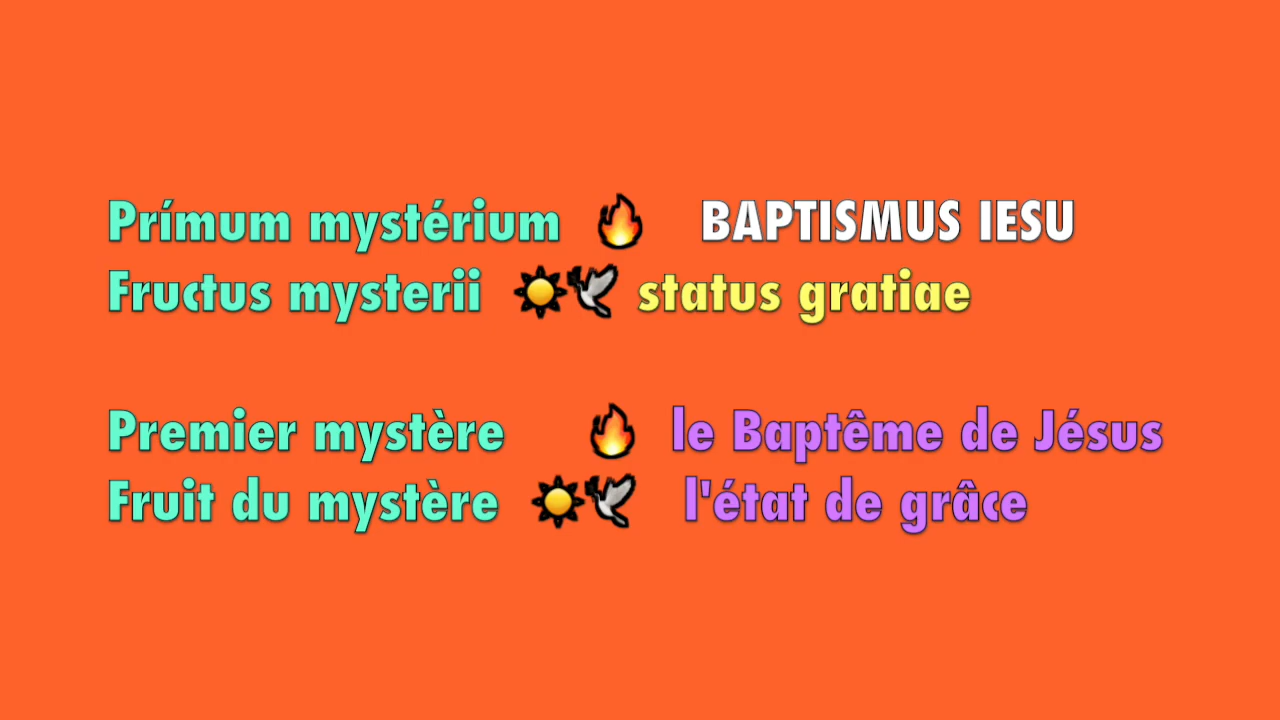 Prímum mystérium 🔥 BAPTISMUS IESU
Fructus mysterii ☀️🕊️ status gratiae
Premier mystère 🔥 le Baptême de Jésus
Fruit du mystère ☀️🕊️ l'état de grâce